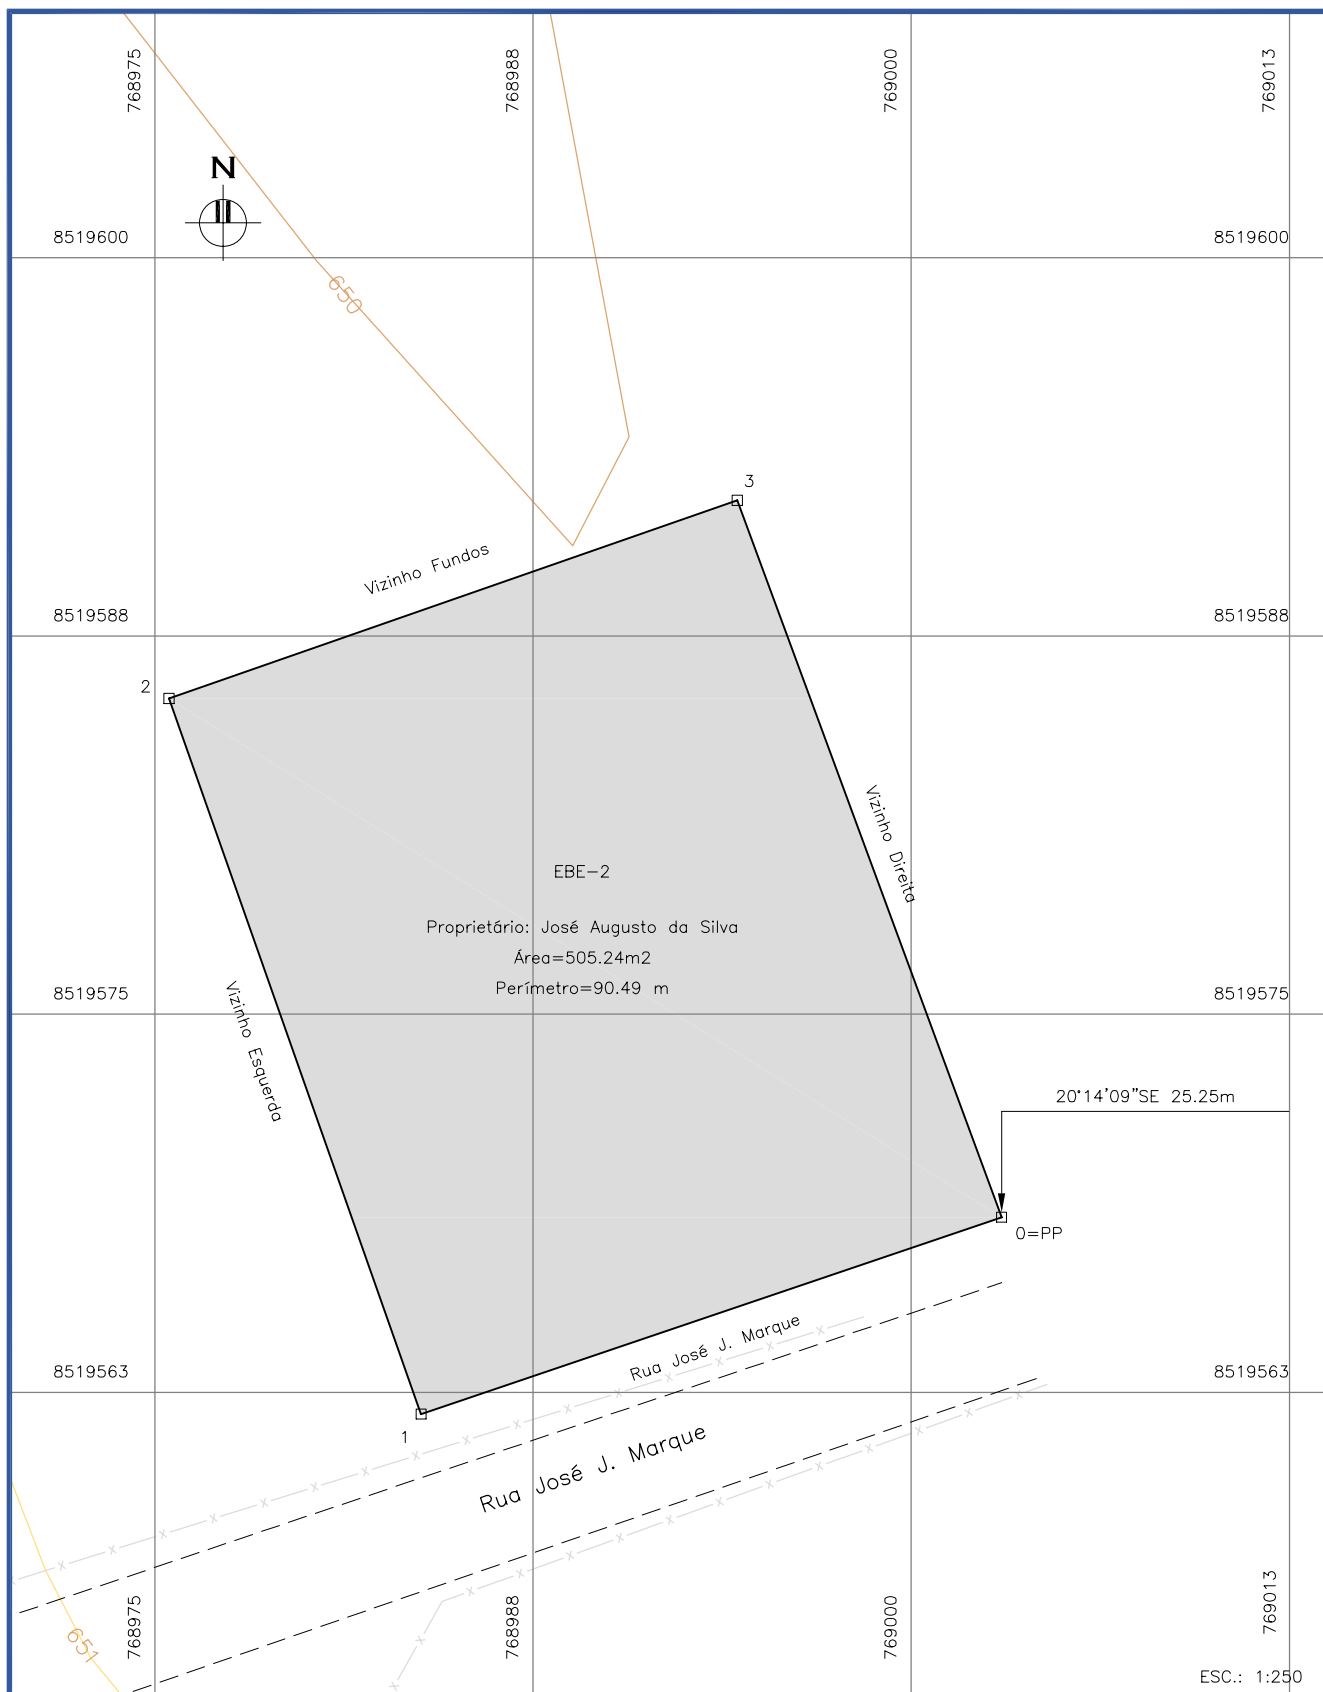 768975
768988
769000
769013
N
8519600
8519600
650
3
Vizinho Fundos
8519588
8519588
2
Vizinho Direita
EBE-2
Proprietário: José Augusto da Silva
Área=505.24m2
Perímetro=90.49 m
8519575
8519575
Vizinho Esquerda
20°14'09"SE 25.25m
0=PP
Rua José J. Marque
8519563
8519563
1
Rua José J. Marque
651
768975
768988
769000
769013
ESC.: 1:250